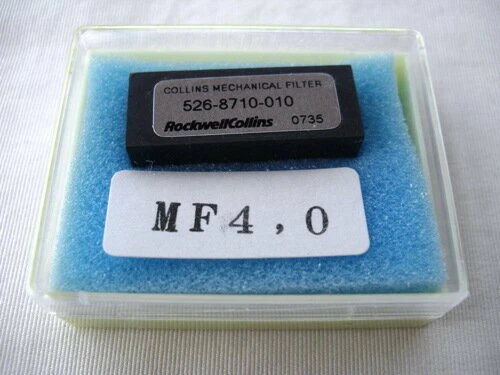 COLLINS MECHANICAL FILTER
526-8710-010
RockwellCollins 0735
MF4,0